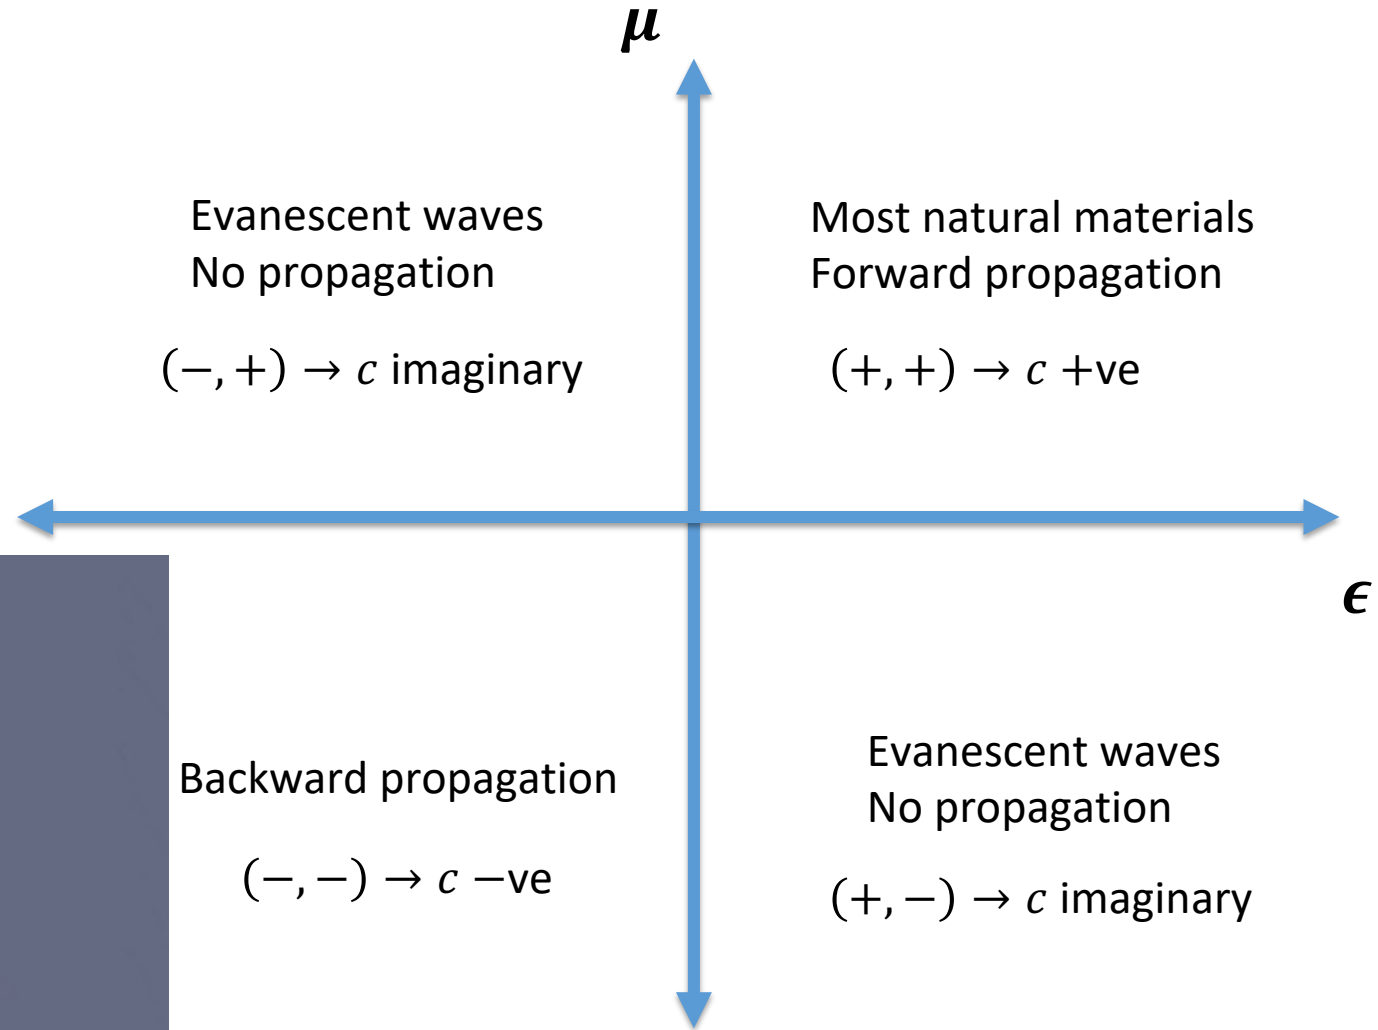 μ
Evanescent waves
No propagation
(−, +) → c imaginary
Most natural materials
Forward propagation
(+, +) → c +ve
ϵ
Backward propagation
(−, −) → c −ve
Evanescent waves
No propagation
(+, −) → c imaginary